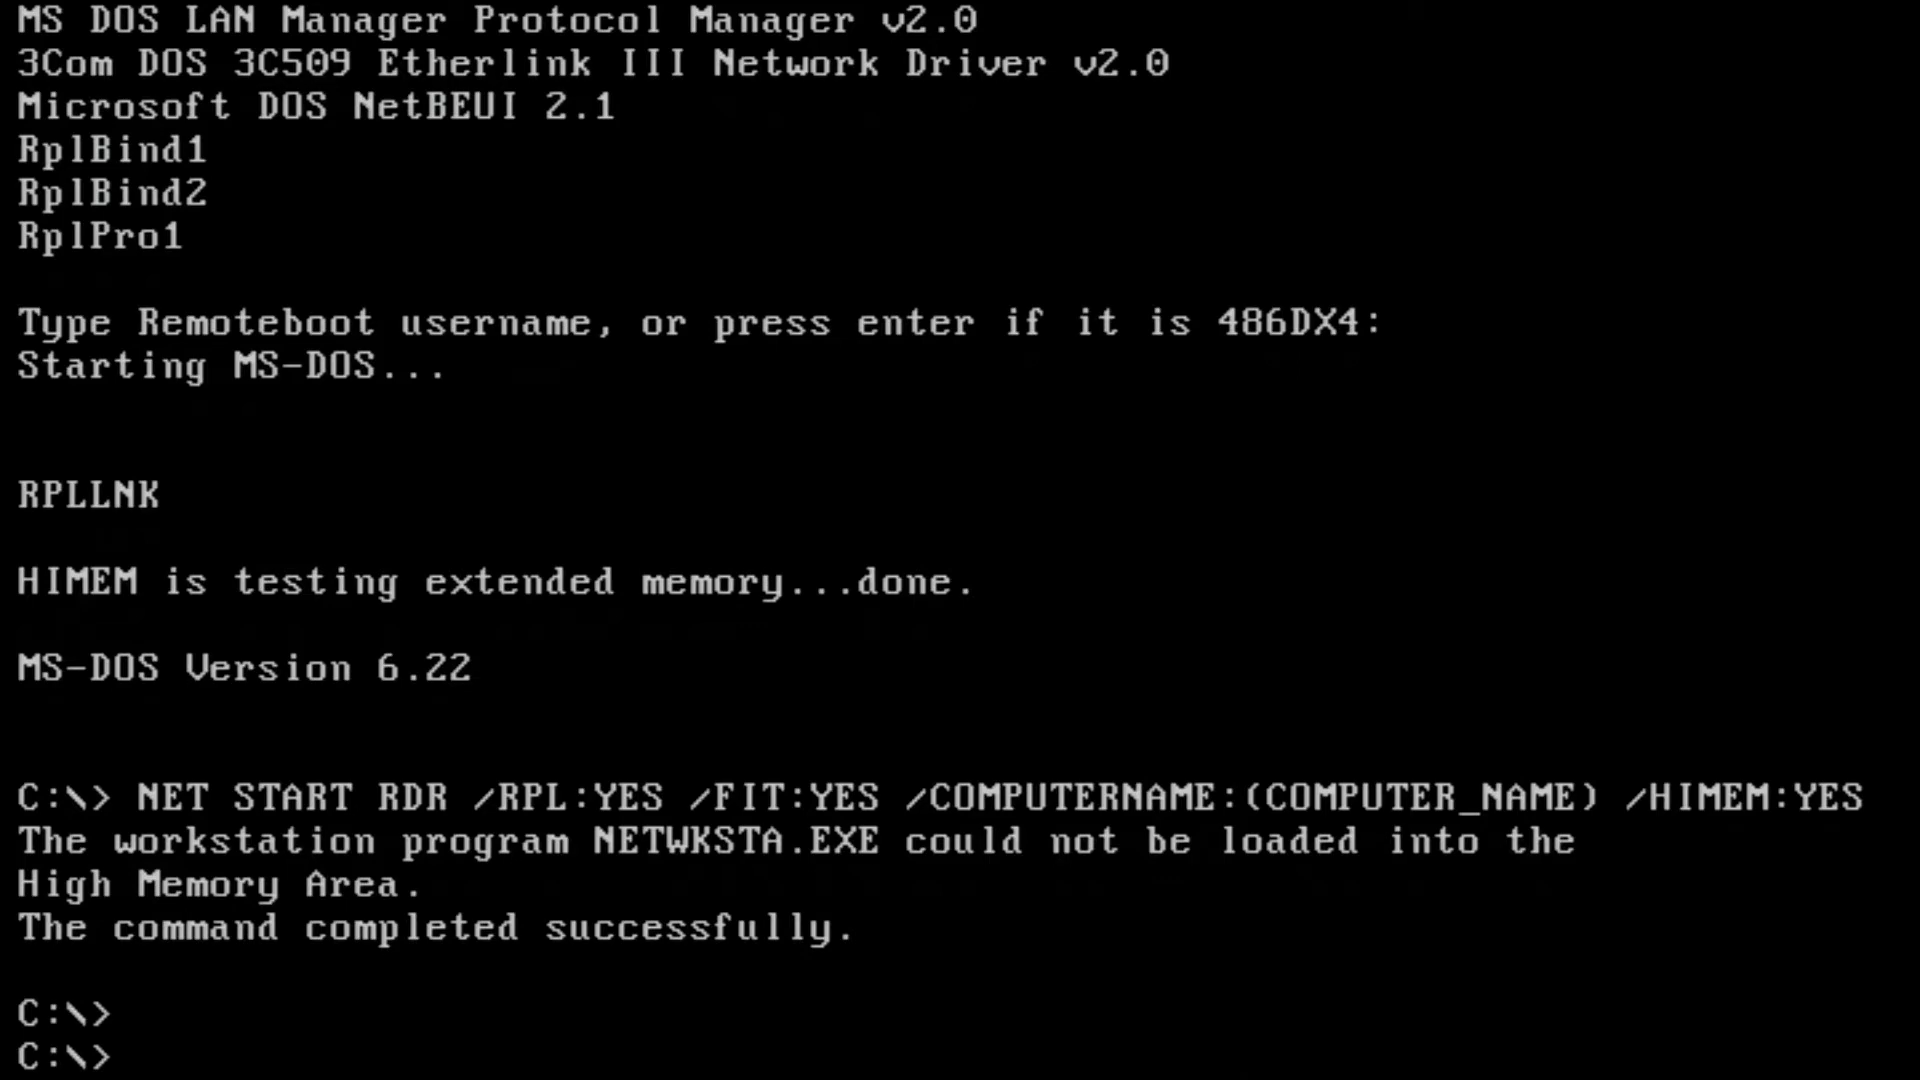 MS DOS LAN Manager Protocol Manager v2.0
3Com DOS 3C509 Etherlink III Network Driver v2.0
Microsoft DOS NetBEUI 2.1
RplBind1
RplBind2
RplPro1
Type Remoteboot username, or press enter if it is 486DX4:
Starting MS-DOS...
RPLLNK
HIMEM is testing extended memory...done.
MS-DOS Version 6.22
C:\> NET START RDR /RPL:YES /FIT:YES /COMPUTERNAME:(COMPUTER_NAME) /HIMEM:YES
The workstation program NETWKSTA.EXE could not be loaded into the
High Memory Area.
The command completed successfully.
C:\>
C:\>